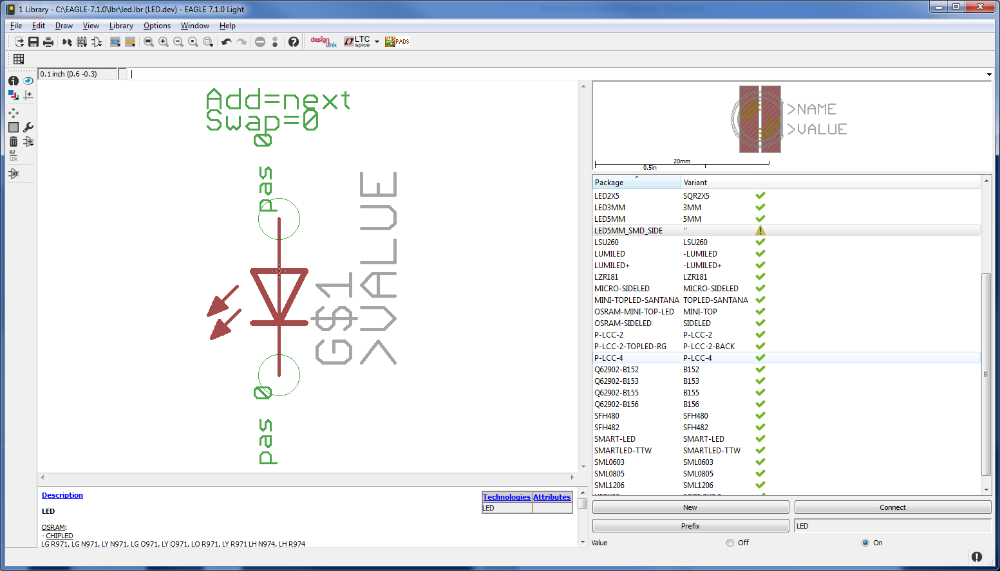 1 Library - C:\EAGLE-7.1.0\lbr\led.lbr (LED.dev) - EAGLE 7.1.0 Light
File Edit Draw View Library Options Window Help
SCR ULP design link LTC spice PADS PADS
0.1 inch (0.6 -0.3)
R2
10k
Add=next
Swap=0
0
pas
G$1
>VALUE
0
pas
>NAME
>VALUE
20mm
0.5in
Package Variant
LED2X5 SQR2X5
LED3MM 3MM
LED5MM 5MM
LED5MM_SMD_SIDE ''
LSU260 LSU260
LUMILED -LUMILED
LUMILED+ -LUMILED+
LZR181 LZR181
MICRO-SIDELED MICRO-SIDELED
MINI-TOPLED-SANTANA TOPLED-SANTANA
OSRAM-MINI-TOP-LED MINI-TOP
OSRAM-SIDELED SIDELED
P-LCC-2 P-LCC-2
P-LCC-2-TOPLED-RG P-LCC-2-BACK
P-LCC-4 P-LCC-4
Q62902-B152 B152
Q62902-B153 B153
Q62902-B155 B155
Q62902-B156 B156
SFH480 SFH480
SFH482 SFH482
SMART-LED SMART-LED
SMARTLED-TTW SMARTLED-TTW
SML0603 SML0603
SML0805 SML0805
SML1206 SML1206
New Connect
Prefix LED
Value Off On
Description
LED
OSRAM:
- CHIPLED
LG R971, LG N971, LY N971, LG Q971, LY Q971, LO R971, LY R971 LH N974, LH R974
Technologies Attributes
LED